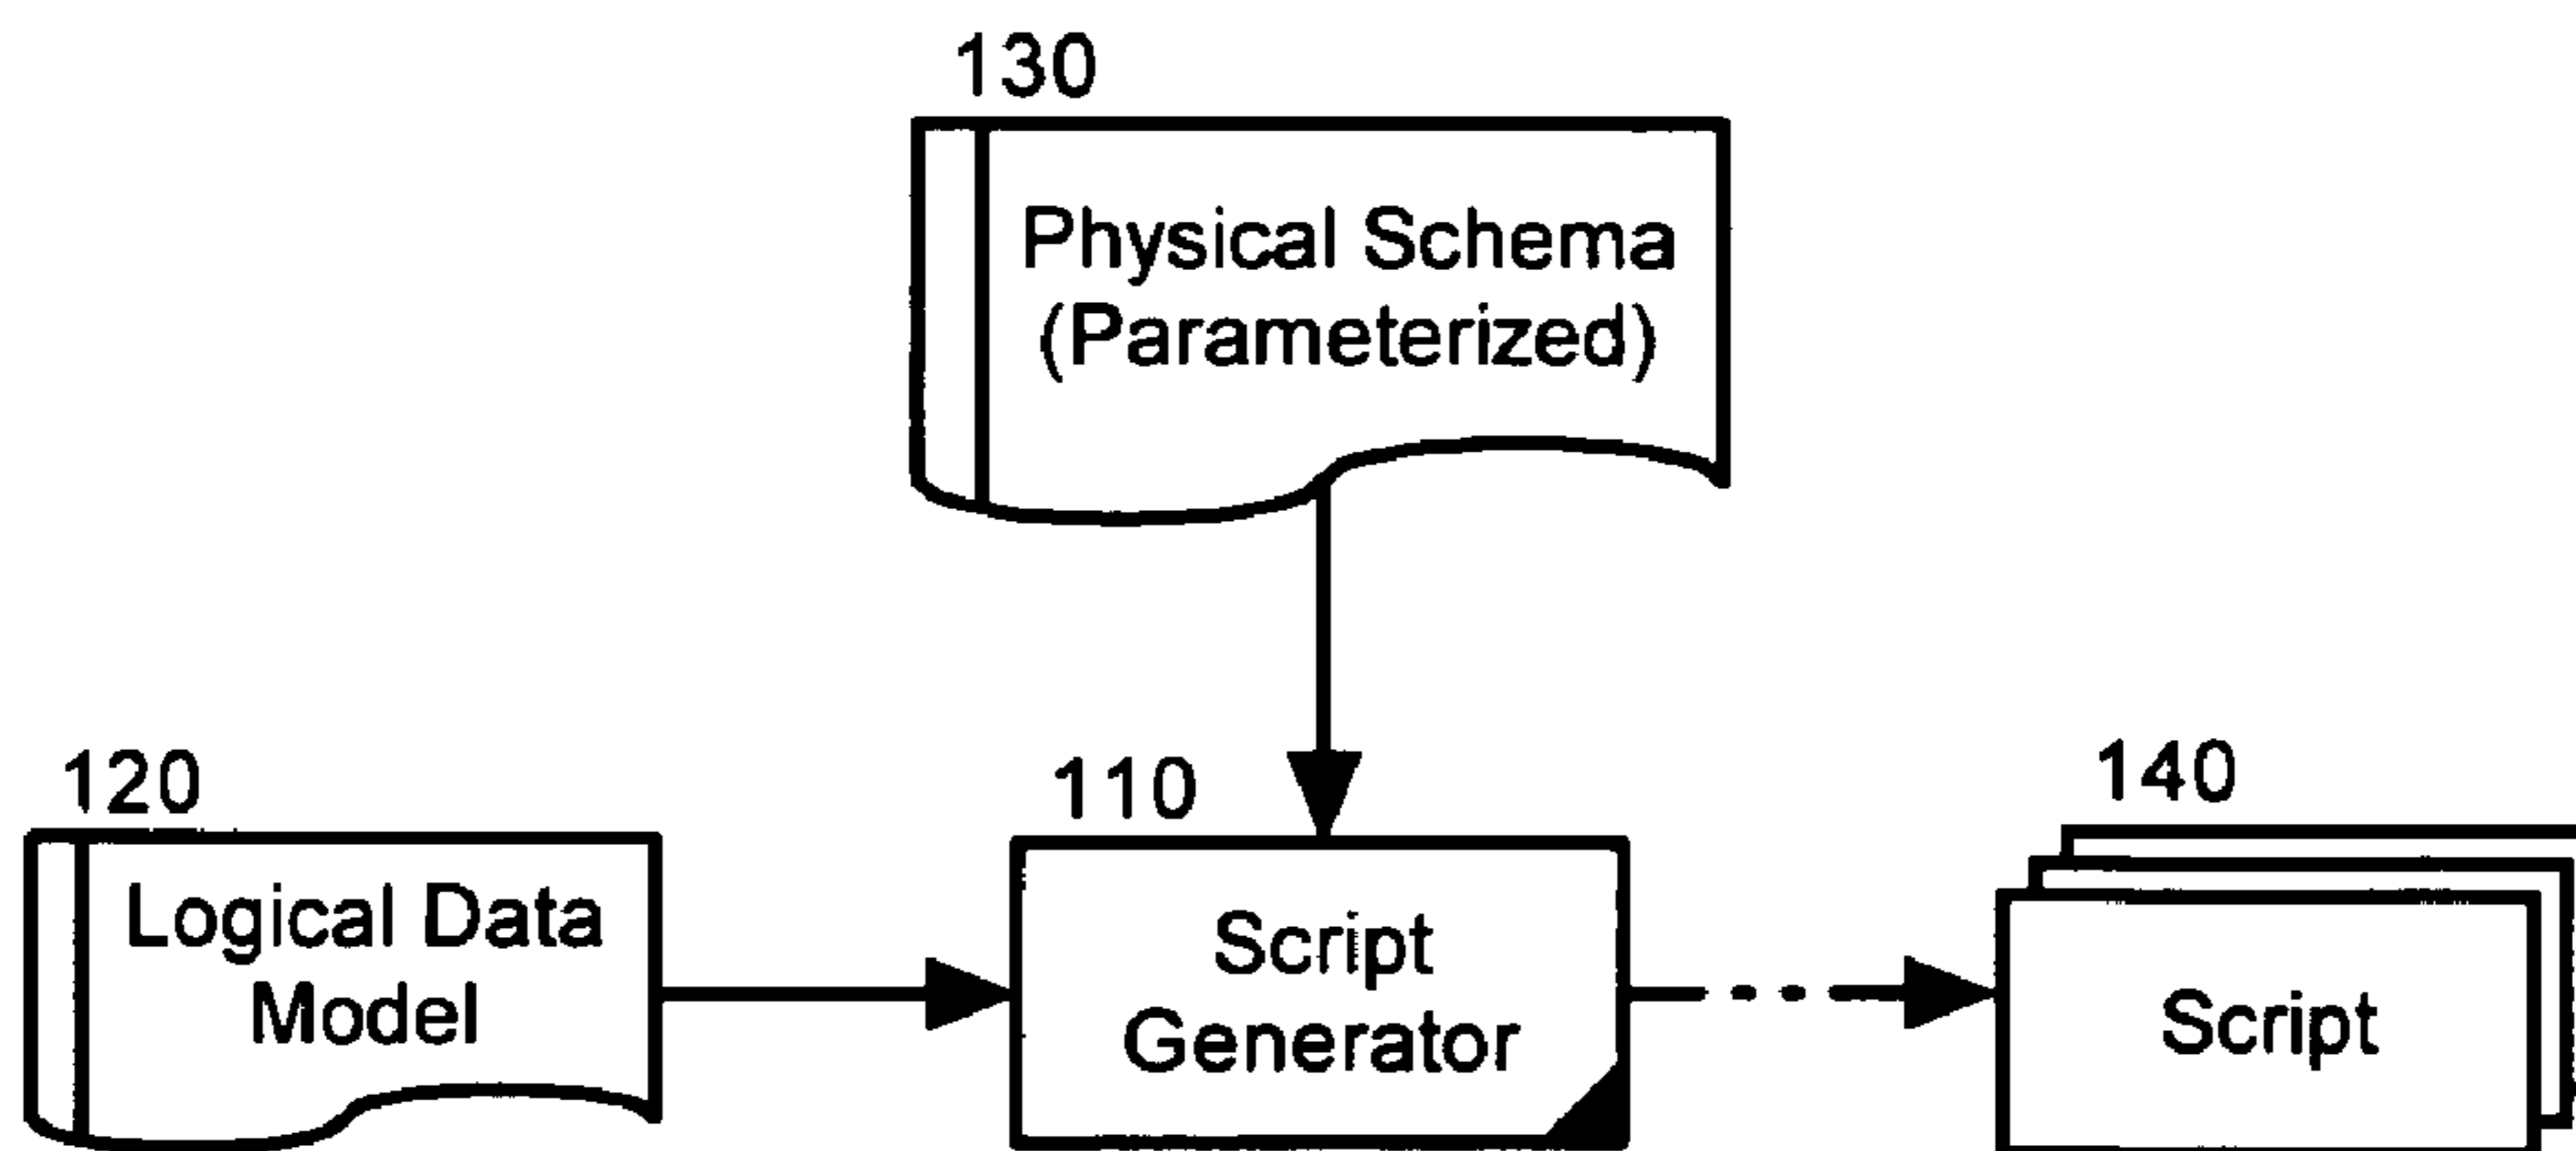 130
Physical Schema
(Parameterized)
120
Logical Data
Model
110
Script
Generator
140
Script